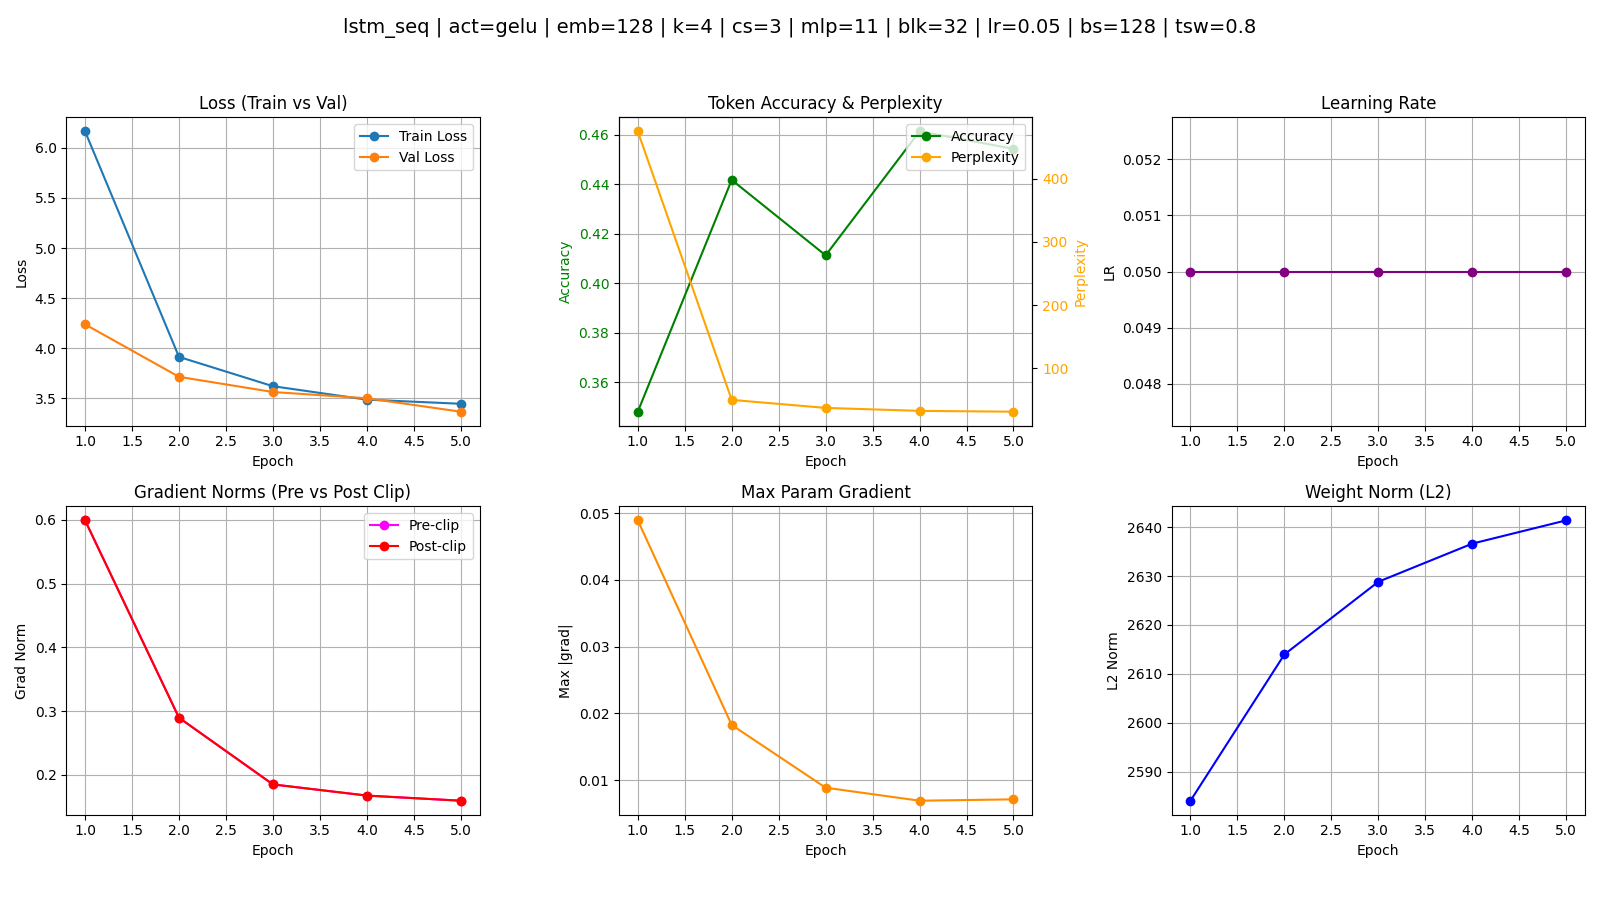 lstm_seq | act=gelu | emb=128 | k=4 | cs=3 | mlp=11 | blk=32 | lr=0.05 | bs=128 | tsw=0.8
Loss (Train vs Val)
Train Loss
Val Loss
6.0
5.5
5.0
4.5
4.0
3.5
Loss
1.0 1.5 2.0 2.5 3.0 3.5 4.0 4.5 5.0
Epoch
Token Accuracy & Perplexity
Accuracy
Perplexity
0.46
0.44
0.42
0.40
0.38
0.36
Accuracy
400
300
200
100
Perplexity
1.0 1.5 2.0 2.5 3.0 3.5 4.0 4.5 5.0
Epoch
Learning Rate
0.052
0.051
0.050
0.049
0.048
LR
1.0 1.5 2.0 2.5 3.0 3.5 4.0 4.5 5.0
Epoch
Gradient Norms (Pre vs Post Clip)
Pre-clip
Post-clip
0.6
0.5
0.4
0.3
0.2
Grad Norm
1.0 1.5 2.0 2.5 3.0 3.5 4.0 4.5 5.0
Epoch
Max Param Gradient
0.05
0.04
0.03
0.02
0.01
Max |grad|
1.0 1.5 2.0 2.5 3.0 3.5 4.0 4.5 5.0
Epoch
Weight Norm (L2)
2640
2630
2620
2610
2600
2590
L2 Norm
1.0 1.5 2.0 2.5 3.0 3.5 4.0 4.5 5.0
Epoch